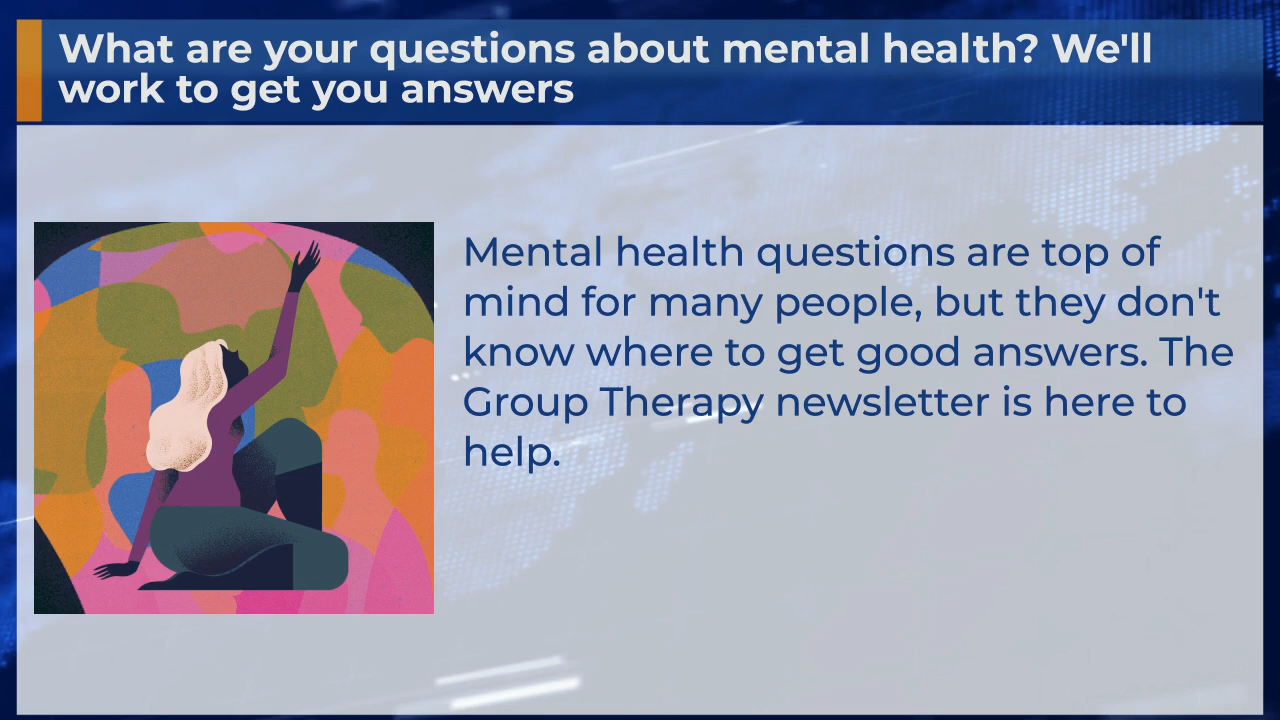 What are your questions about mental health? We'll
work to get you answers
Mental health questions are top of
mind for many people, but they don't
know where to get good answers. The
Group Therapy newsletter is here to
help.